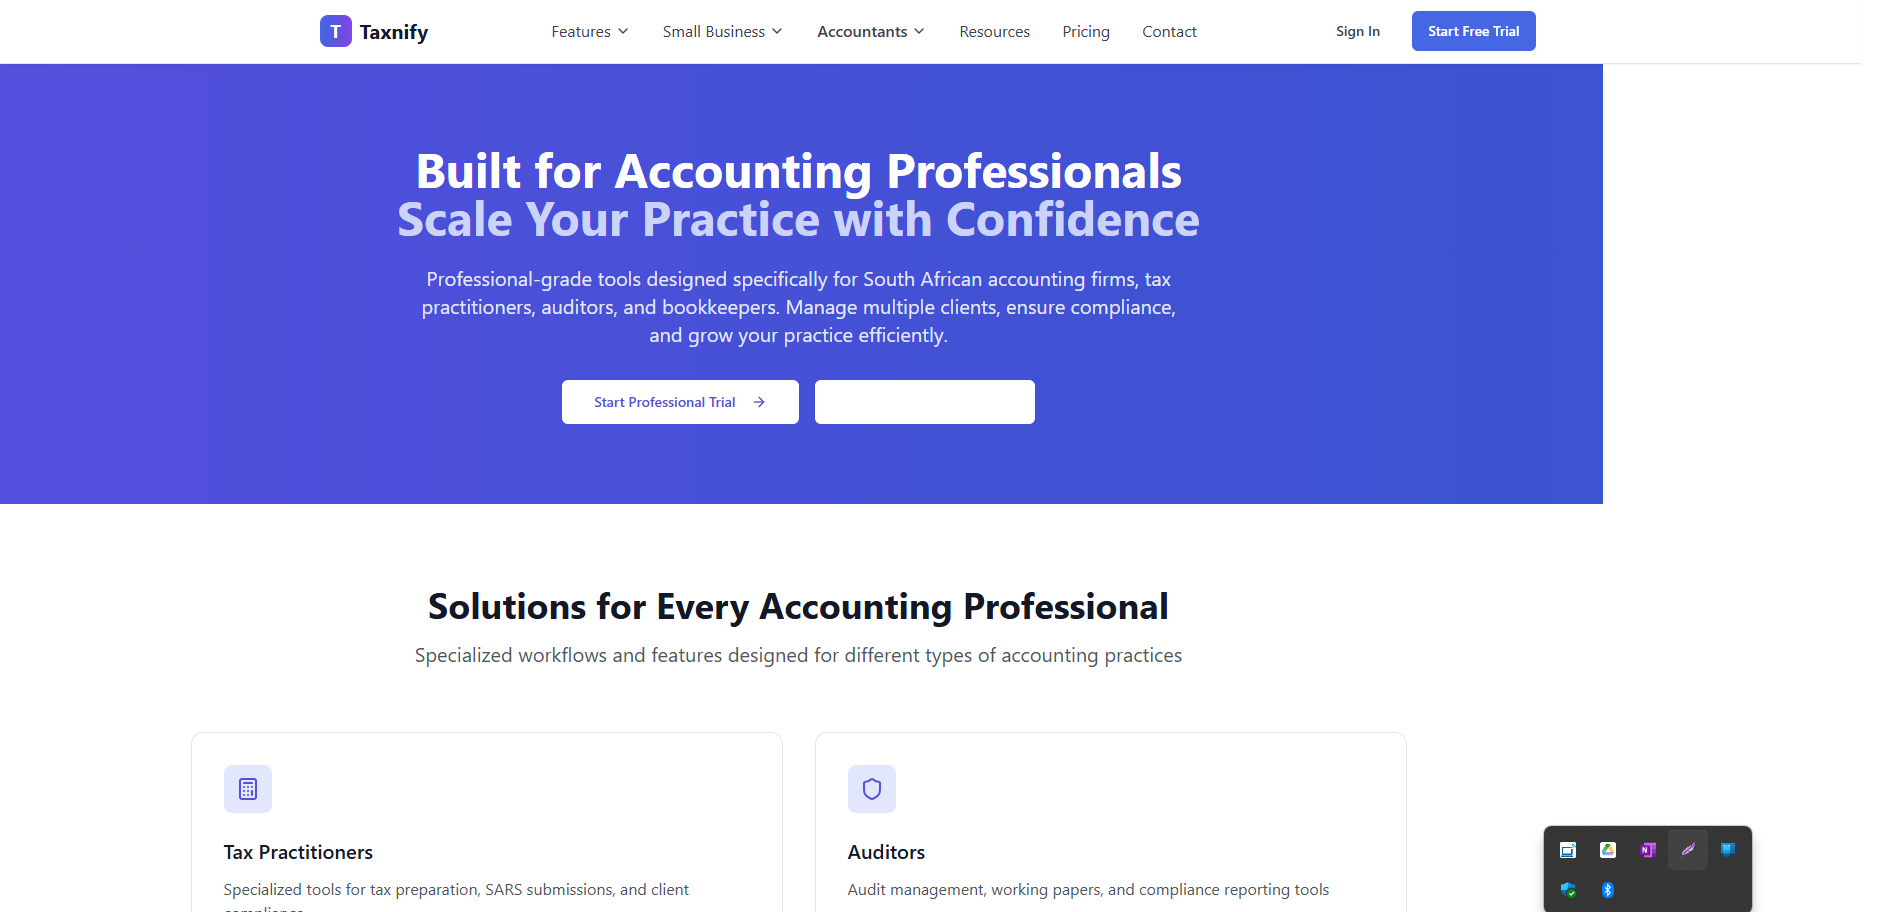 T Taxnify
Features Small Business Accountants Resources Pricing Contact Sign In Start Free Trial
Built for Accounting Professionals
Scale Your Practice with Confidence
Professional-grade tools designed specifically for South African accounting firms, tax
practitioners, auditors, and bookkeepers. Manage multiple clients, ensure compliance,
and grow your practice efficiently.
Start Professional Trial
Solutions for Every Accounting Professional
Specialized workflows and features designed for different types of accounting practices
Tax Practitioners
Specialized tools for tax preparation, SARS submissions, and client
compliance
Auditors
Audit management, working papers, and compliance reporting tools
N